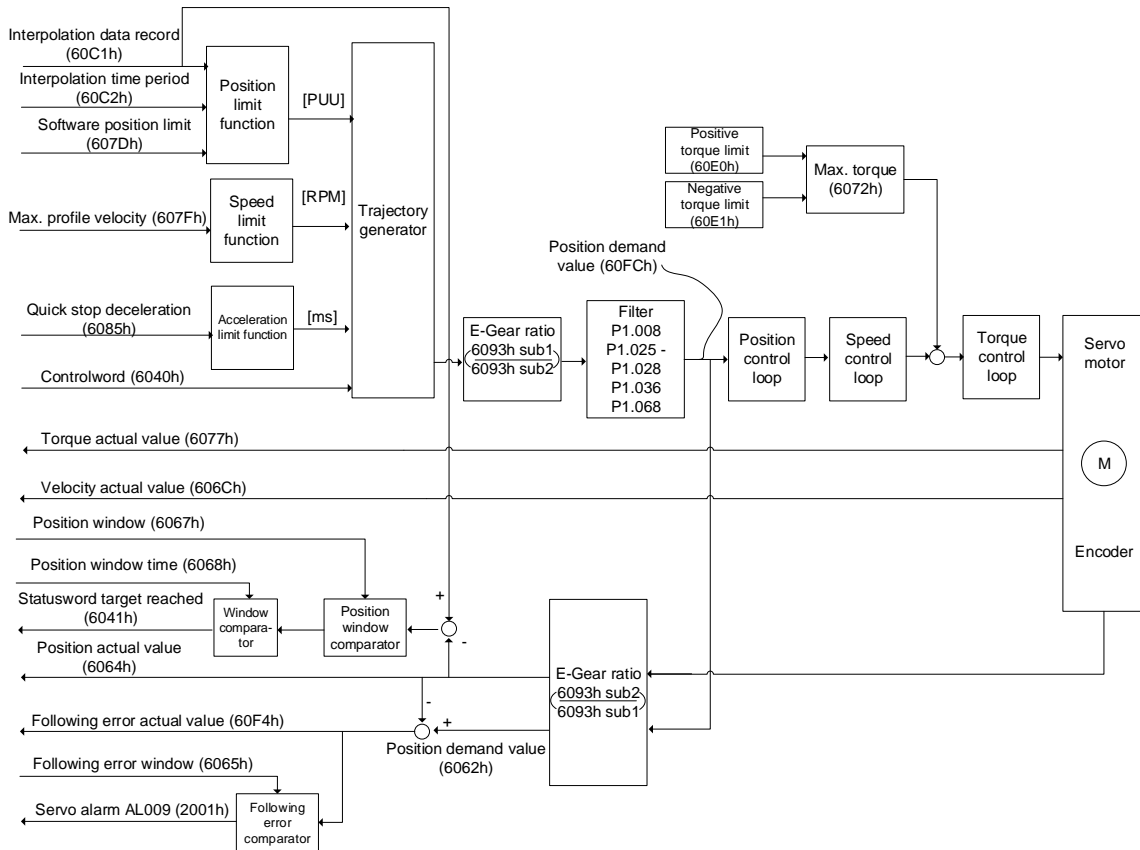 Interpolation data record
(60C1h)
Interpolation time period
(60C2h)
Software position limit
(607Dh)
Position
limit
function
[PUU]
Max. profile velocity (607Fh)
Speed
limit
function
[RPM]
Trajectory
generator
Quick stop deceleration
(6085h)
Acceleration
limit function
[ms]
Controlword (6040h)
E-Gear ratio
(6093h sub1
6093h sub2)
Filter
P1.008
P1.025 -
P1.028
P1.036
P1.068
Position demand
value (60FCh)
Positive
torque limit
(60E0h)
Negative
torque limit
(60E1h)
Max. torque
(6072h)
Position
control
loop
Speed
control
loop
Torque
control
loop
Servo
motor
M
Encoder
Torque actual value (6077h)
Velocity actual value (606Ch)
Position window (6067h)
Position window time (6068h)
Statusword target reached
(6041h)
Window
compara-
tor
Position
window
comparator
+
-
Position actual value
(6064h)
E-Gear ratio
(6093h sub2
6093h sub1)
-
+
Following error actual value (60F4h)
Position demand value
(6062h)
Following error window (6065h)
Servo alarm AL009 (2001h)
Following
error
comparator